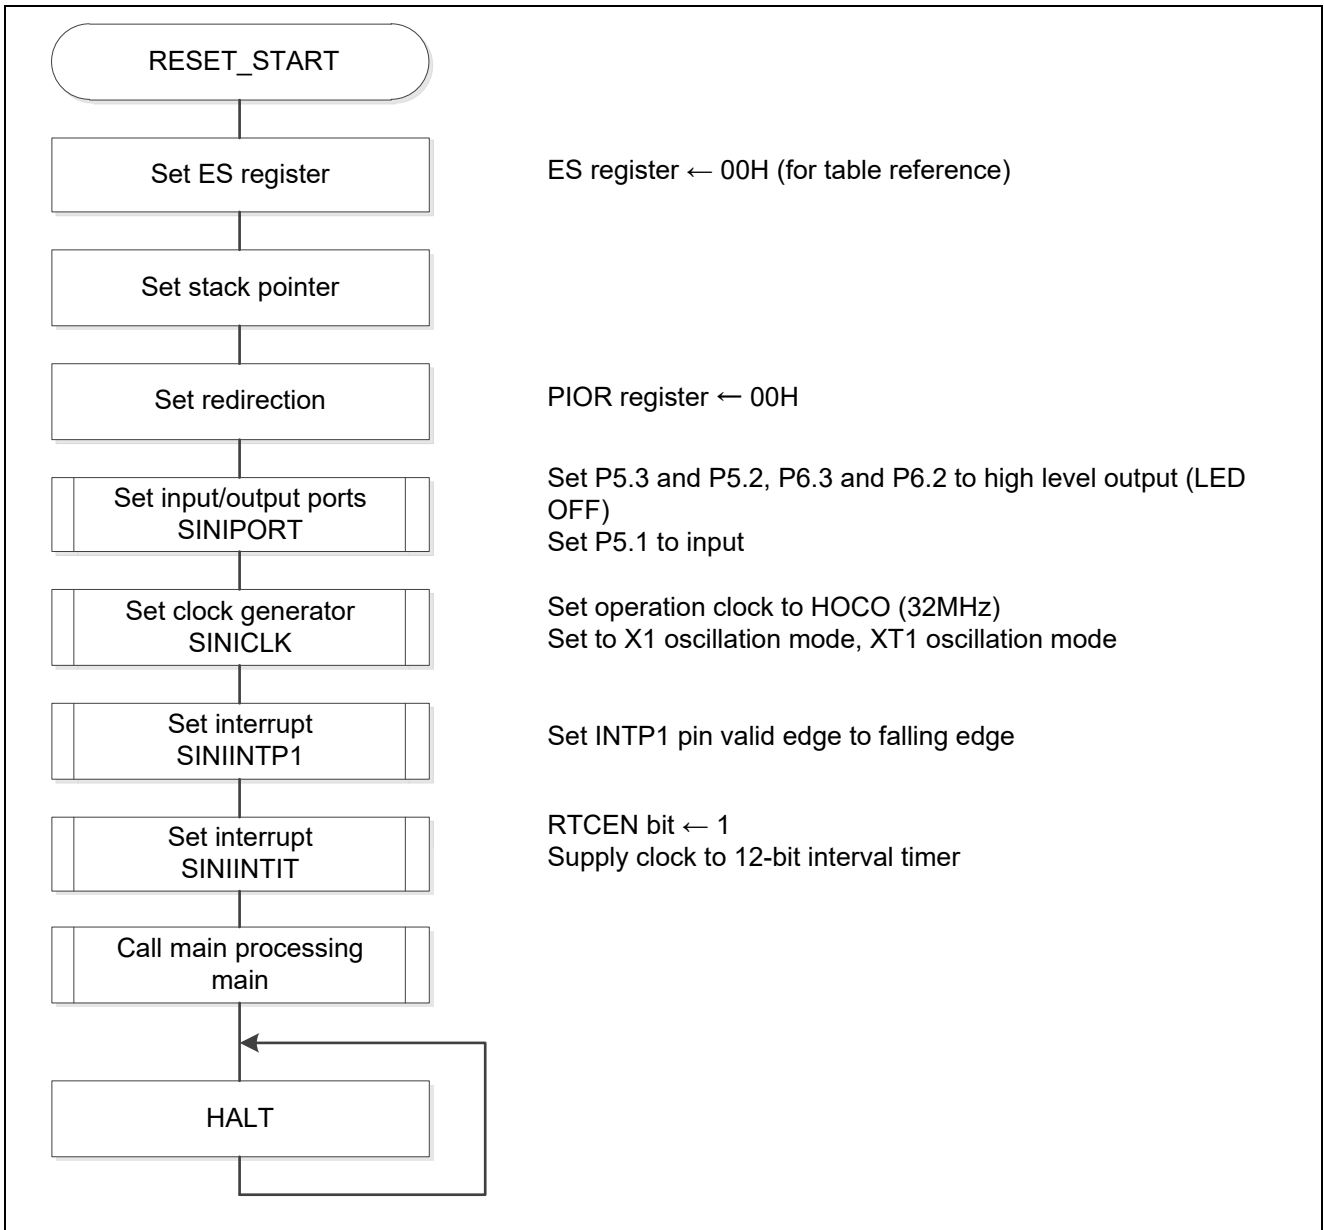 RESET_START
Set ES register
ES register ← 00H (for table reference)
Set stack pointer
Set redirection
PIOR register ← 00H
Set input/output ports
SINIPORT
Set P5.3 and P5.2, P6.3 and P6.2 to high level output (LED
OFF)
Set P5.1 to input
Set clock generator
SINICLK
Set operation clock to HOCO (32MHz)
Set to X1 oscillation mode, XT1 oscillation mode
Set interrupt
SINIINTP1
Set INTP1 pin valid edge to falling edge
Set interrupt
SINIINTIT
RTCEN bit ← 1
Supply clock to 12-bit interval timer
Call main processing
main
HALT